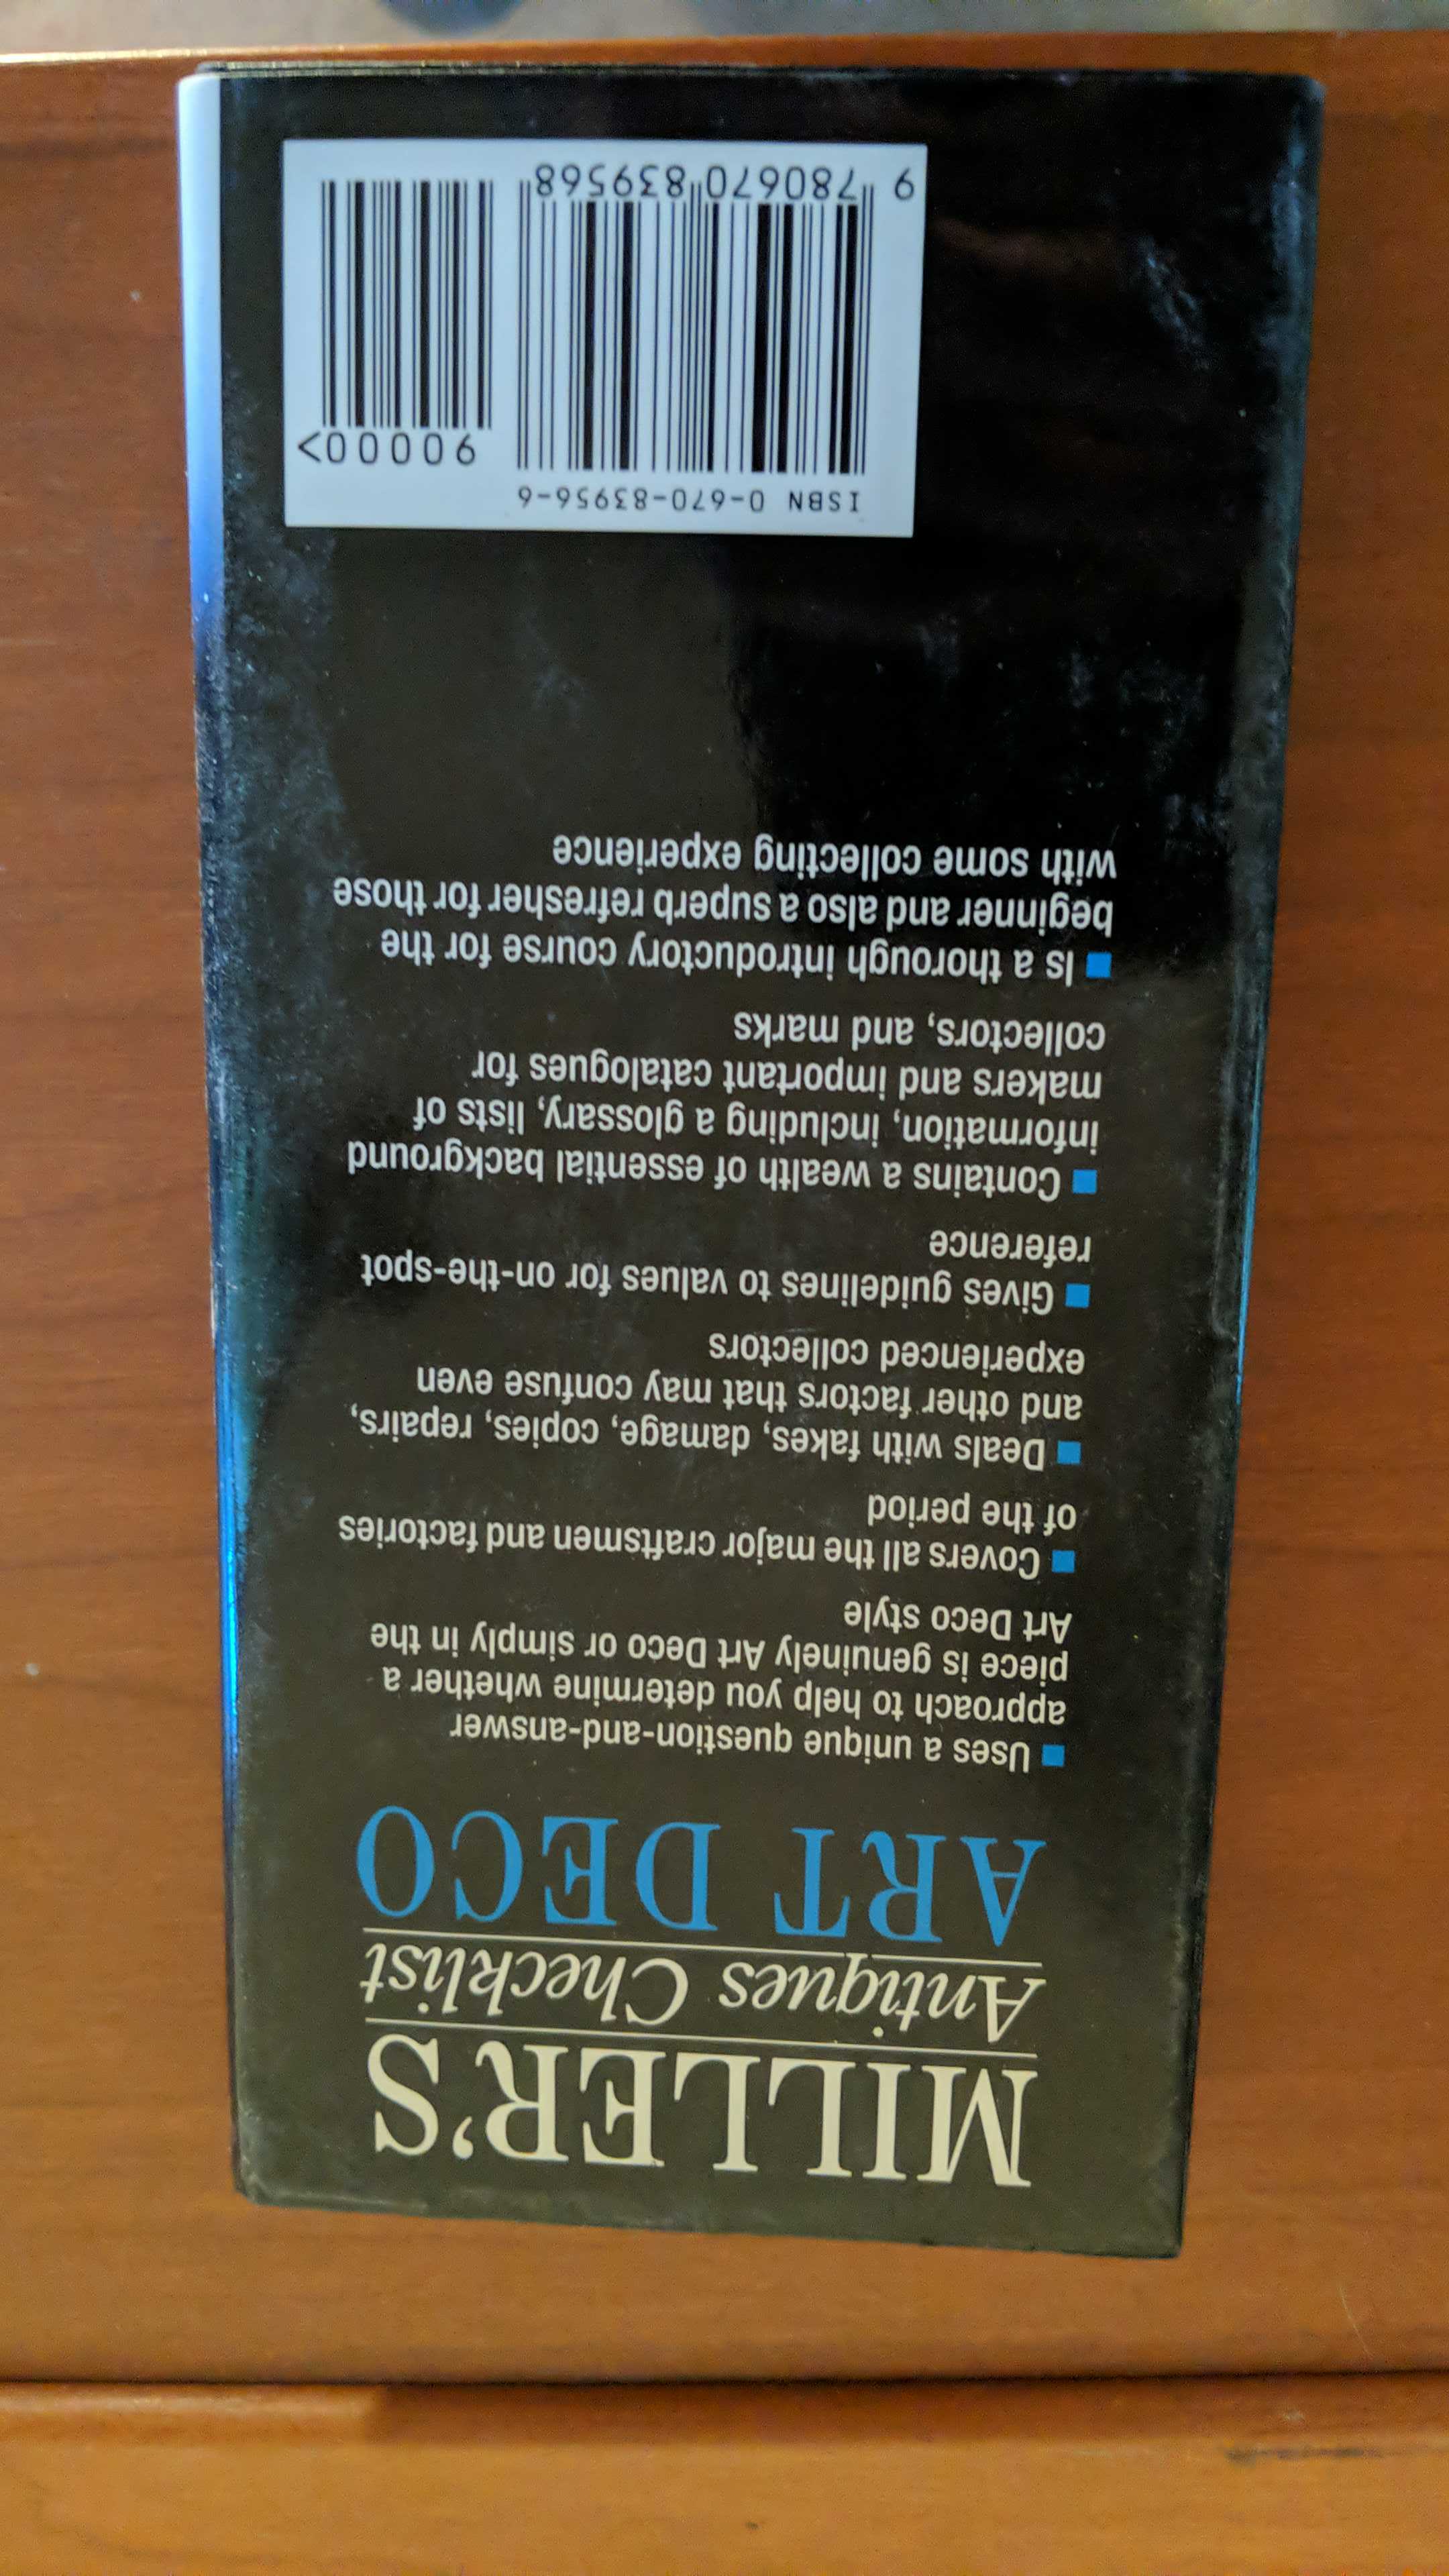 MILLER'S
Antiques Checklist
ART DECO
■ Uses a unique question-and-answer
approach to help you determine whether a
piece is genuinely Art Deco or simply in the
Art Deco style
■ Covers all the major craftsmen and factories
of the period
■ Deals with fakes, damage, copies, repairs,
and other factors that may confuse even
experienced collectors
■ Gives guidelines to values for on-the-spot
reference
■ Contains a wealth of essential background
information, including a glossary, lists of
makers and important catalogues for
collectors, and marks
■ Is a thorough introductory course for the
beginner and also a superb refresher for those
with some collecting experience
ISBN 0-670-83956-6
90000>
9 780670 839568